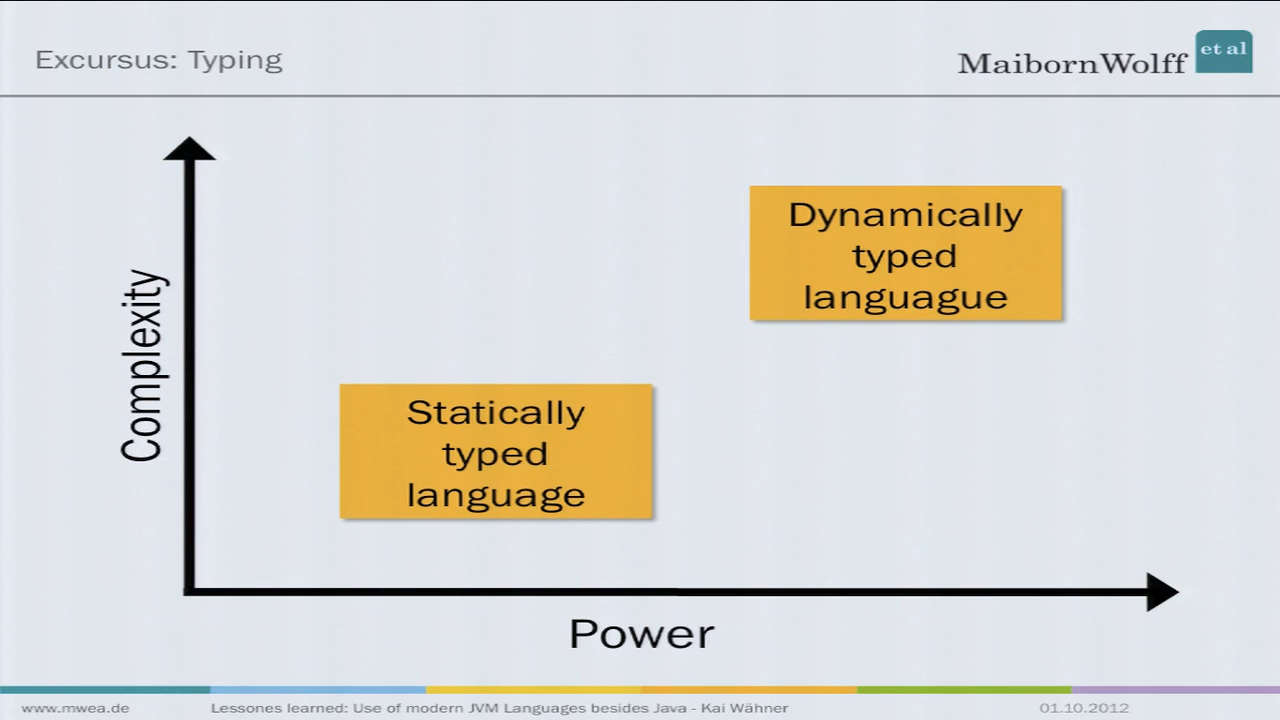 Excursus: Typing
MaibornWolff et al
Complexity
Dynamically
typed
languague
Statically
typed
language
Power
www.mwea.de
Lessones learned: Use of modern JVM Languages besides Java - Kai Wähner
01.10.2012